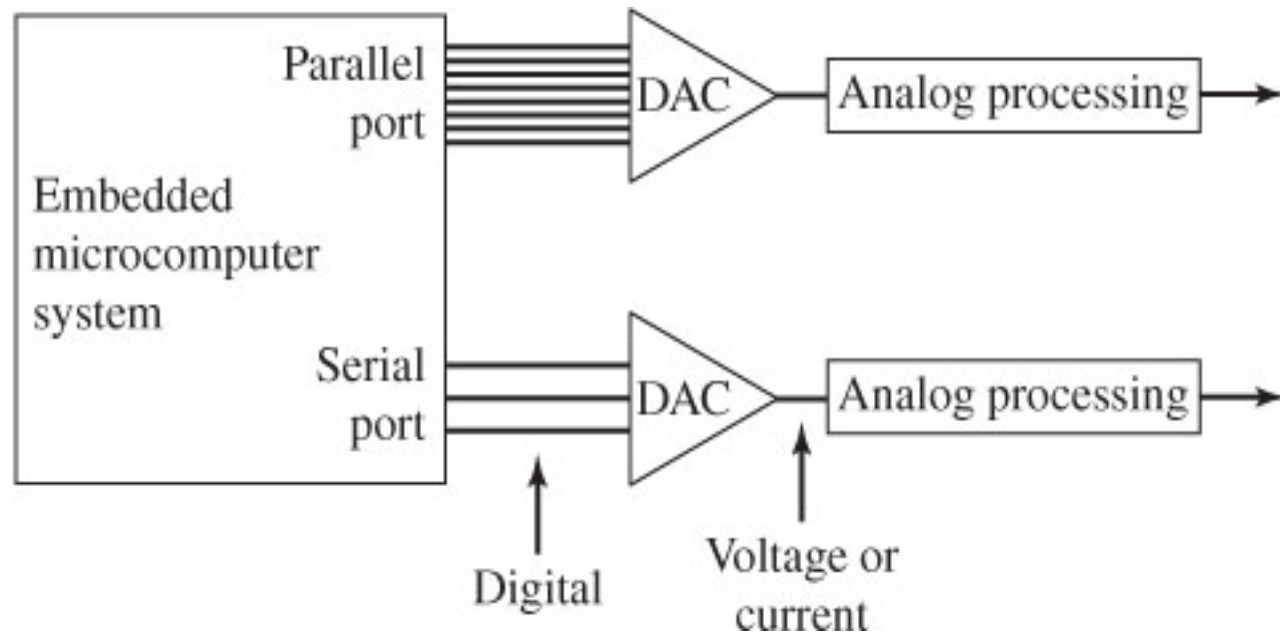 Parallel
port
DAC
Analog processing
Embedded
microcomputer
system
Serial
port
DAC
Analog processing
Digital
Voltage or
current